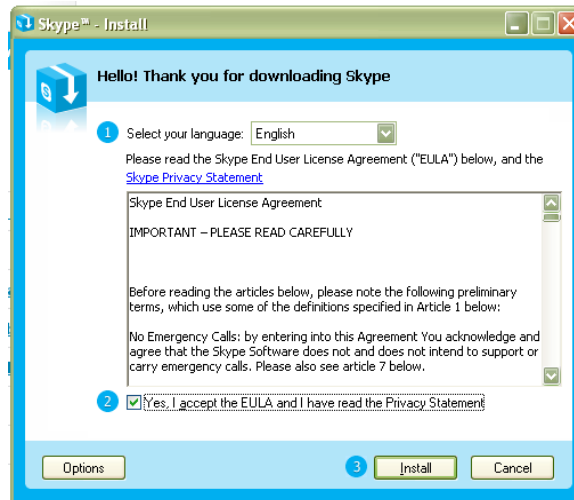 Skype™ - Install
Hello! Thank you for downloading Skype
1 Select your language: English
Please read the Skype End User License Agreement ("EULA") below, and the
Skype Privacy Statement
Skype End User License Agreement
IMPORTANT – PLEASE READ CAREFULLY
Before reading the articles below, please note the following preliminary
terms, which use some of the definitions specified in Article 1 below:
No Emergency Calls: by entering into this Agreement You acknowledge and
agree that the Skype Software does not and does not intend to support or
carry emergency calls. Please also see article 7 below.
2 Yes, I accept the EULA and I have read the Privacy Statement
Options 3 Install Cancel